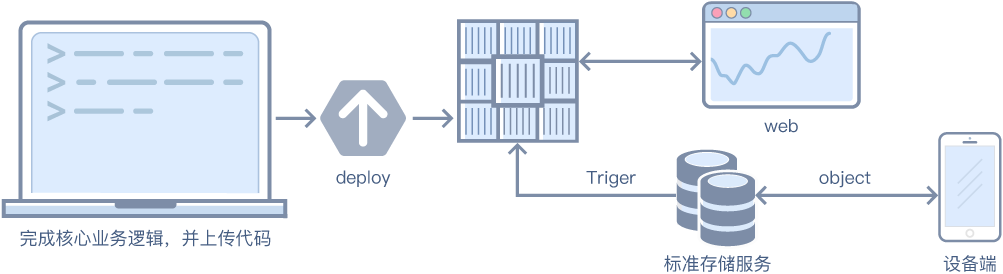 web
deploy
Triger
object
完成核心业务逻辑，并上传代码
标准存储服务
设备端